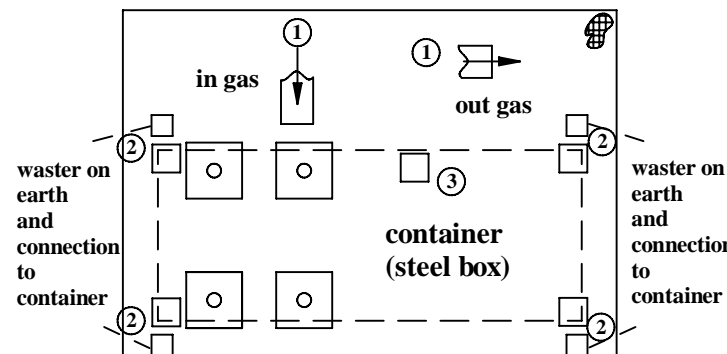 1
1
in gas
out gas
2
2
waster on
earth
and
connection
to
container
3
waster on
earth
and
connection
to
container
container
(steel box)
2
2